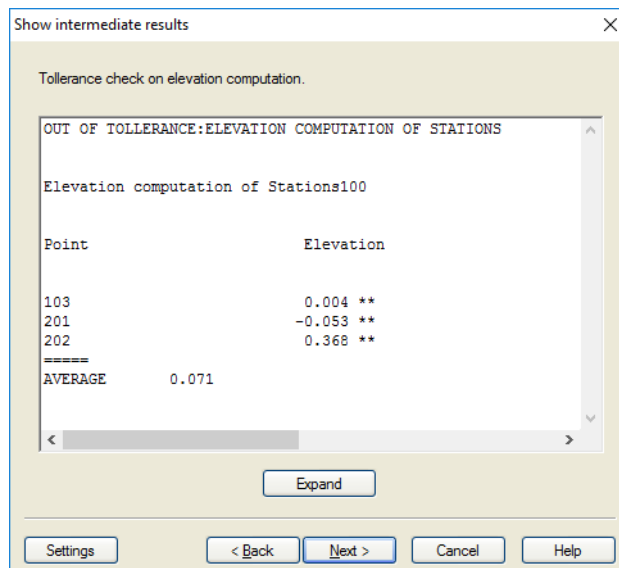 Show intermediate results
Tollerance check on elevation computation.
OUT OF TOLLERANCE:ELEVATION COMPUTATION OF STATIONS
Elevation computation of Stations100
Point Elevation
103 0.004 **
201 -0.053 **
202 0.368 **
=====
AVERAGE 0.071
Expand
Settings < Back Next > Cancel Help